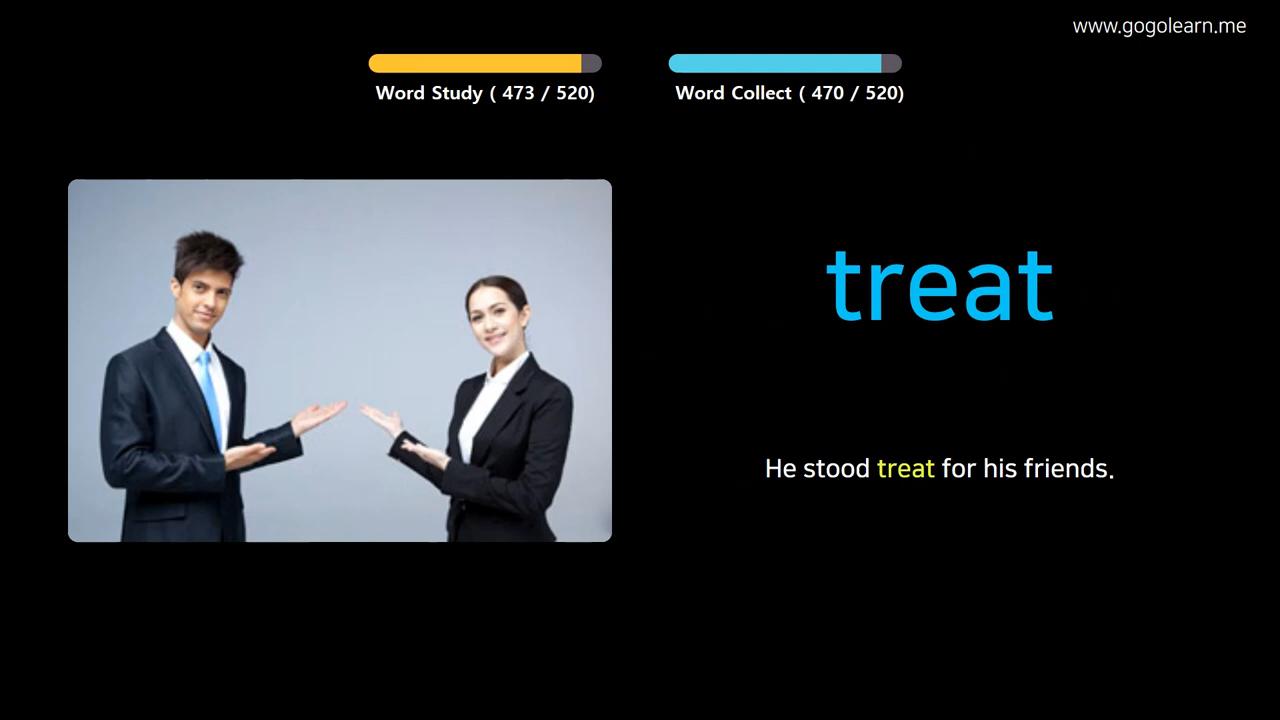 www.gogolearn.me
Word Study ( 473 / 520)
Word Collect ( 470 / 520)
treat
He stood treat for his friends.